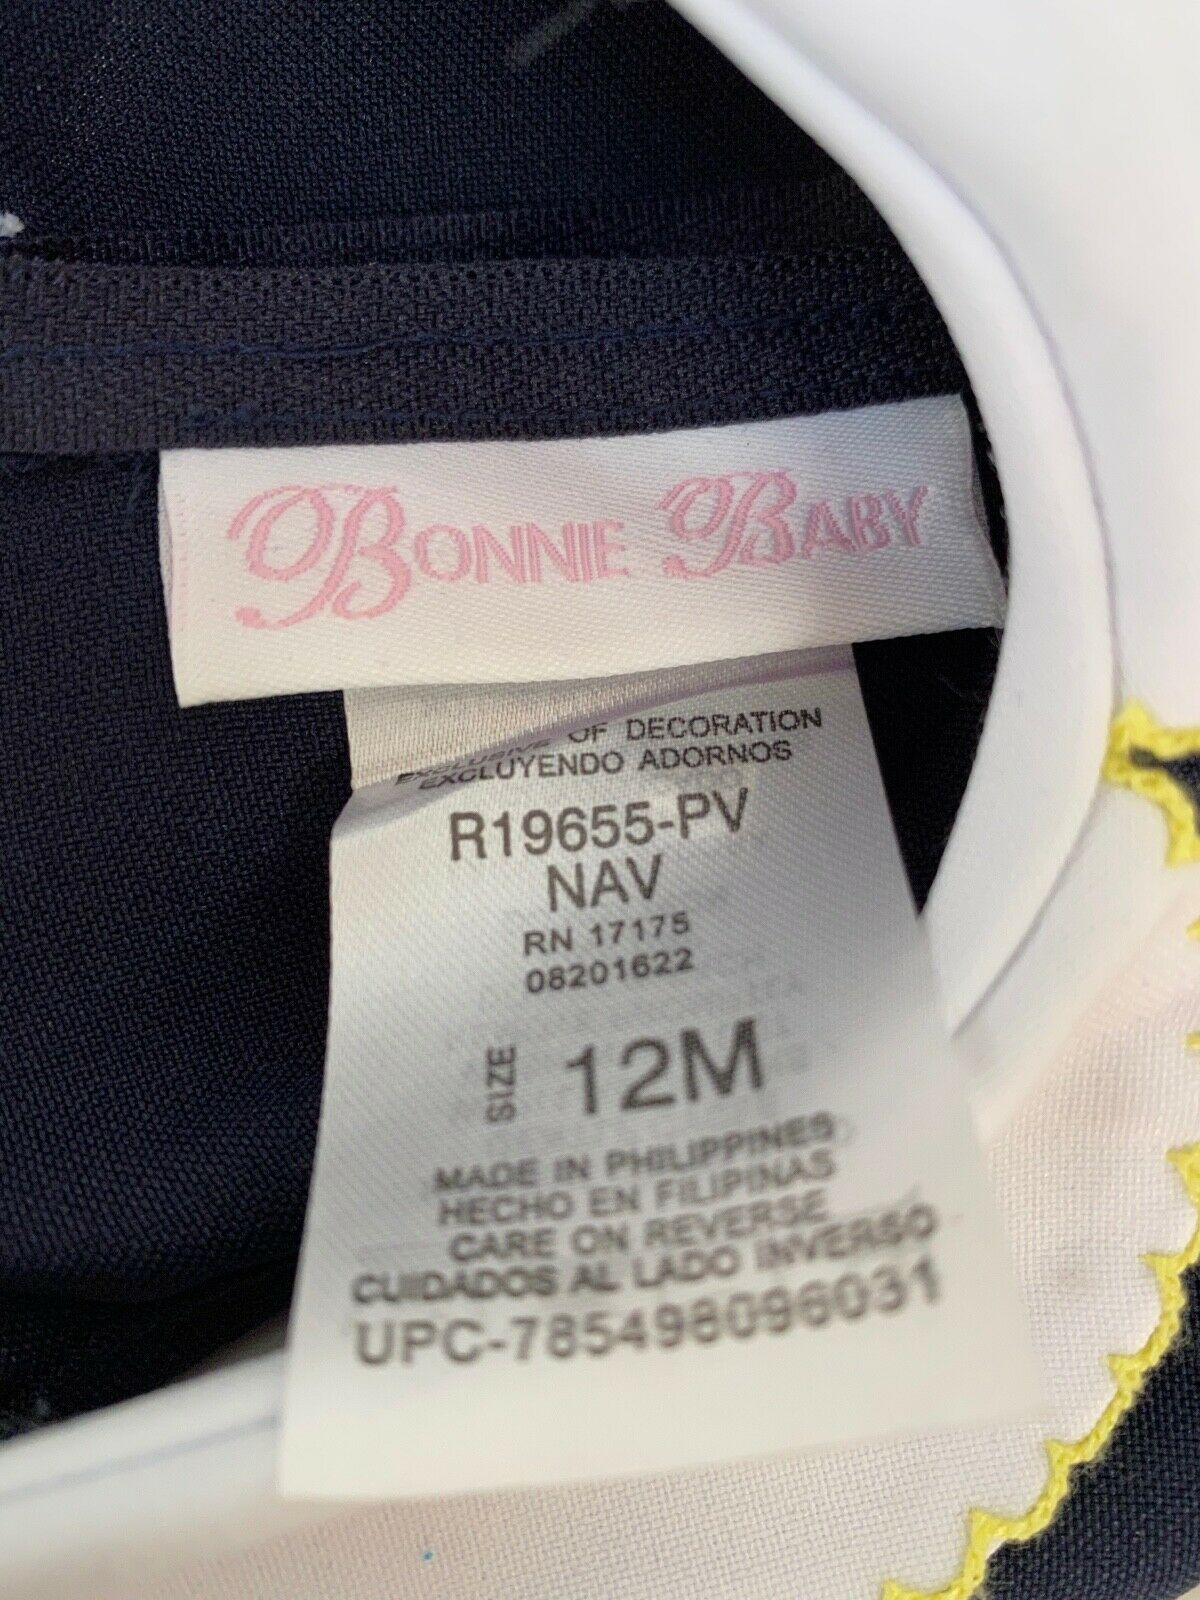 BONNIE BABY
EXCLUSIVE OF DECORATION
EXCLUYENDO ADORNOS
R19655-PV
NAV
RN 17175
08201622
SIZE 12M
MADE IN PHILIPPINES
HECHO EN FILIPINAS
CARE ON REVERSE
CUIDADOS AL LADO INVERSO
UPC-785498096031